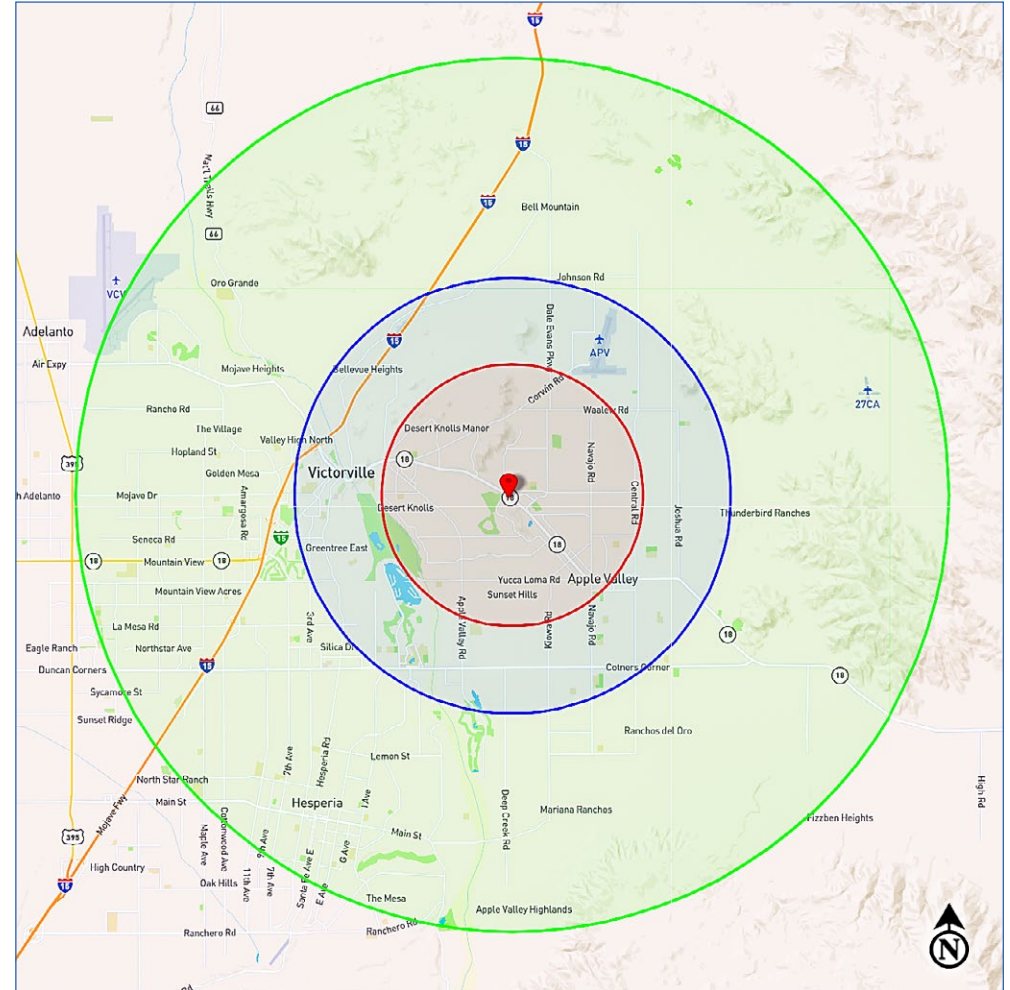 15
66
15
Nat'l Trails Hwy
15
Bell Mountain
66
Johnson Rd
Oro Grande
VCV
Dale Evans Pkwy
Adelanto
15
APV
Air Expy
Mojave Heights
Bellevue Heights
Corwin Rd
27CA
Rancho Rd
Waalew Rd
The Village
Desert Knolls Manor
Valley High North
Hopland St
Navajo Rd
18
395
Golden Mesa
Victorville
h Adelanto
Mojave Dr
Amargosa Rd
18
Central Rd
Desert Knolls
Joshua Rd
Thunderbird Ranches
Seneca Rd
15
18
Greentree East
18
Mountain View
18
Yucca Loma Rd
Apple Valley
Mountain View Acres
Sunset Hills
3rd Ave
Apple Valley Rd
Kiowa
Navajo Rd
La Mesa Rd
18
Eagle Ranch
Northstar Ave
Silica Dr
Duncan Corners
15
Corners Corner
18
Sycamore St
Sunset Ridge
Ranchos del Oro
7th Ave
Hesperia Rd
Lemon St
North Star Ranch
High Rd
Main St
Hesperia
I Ave
Deep Creek Rd
Mariana Ranches
Mojave Fwy
Cottonwood Ave
Fizzben Heights
395
Maple Ave
Main St
G Ave
High Country
11th Ave
7th Ave
Santa Fe Ave E
E Ave
15
Oak Hills
The Mesa
Apple Valley Highlands
Ranchero Rd
Ranchero Rd
N